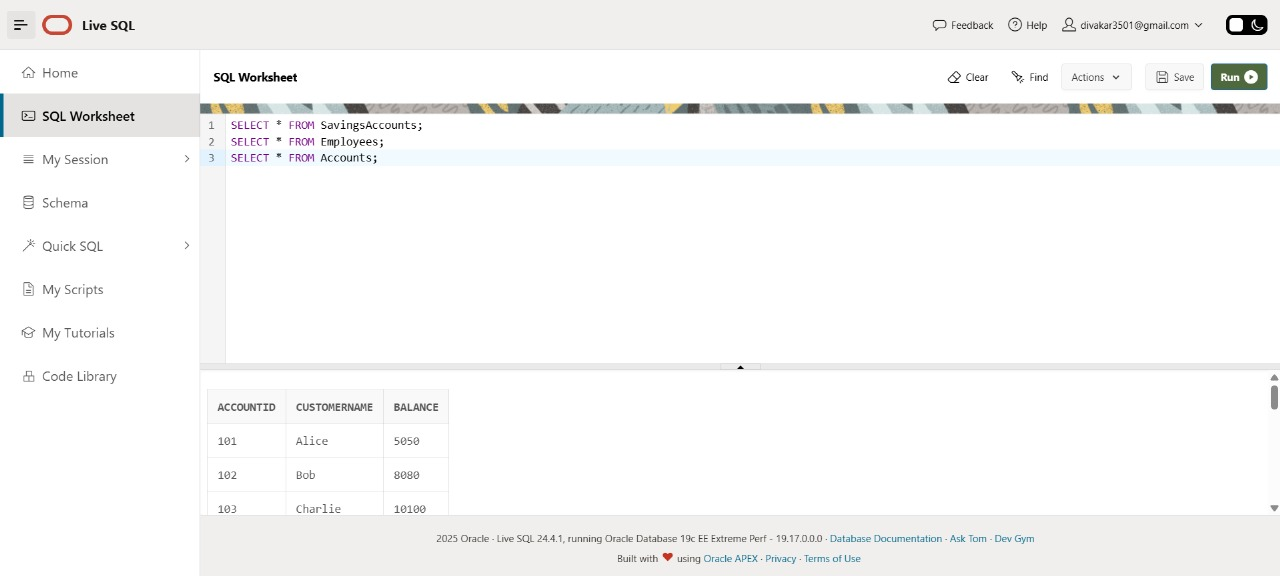 Live SQL
Feedback
Help
divakar3501@gmail.com
Home
SQL Worksheet
My Session
Schema
Quick SQL
My Scripts
My Tutorials
Code Library
SQL Worksheet
Clear
Find
Actions
Save
Run
1 SELECT * FROM SavingsAccounts;
2 SELECT * FROM Employees;
3 SELECT * FROM Accounts;
ACCOUNTID CUSTOMERNAME BALANCE
101 Alice 5050
102 Bob 8080
103 Charlie 10100
2025 Oracle · Live SQL 24.4.1, running Oracle Database 19c EE Extreme Perf - 19.17.0.0.0 · Database Documentation · Ask Tom · Dev Gym
Built with ❤ using Oracle APEX · Privacy · Terms of Use